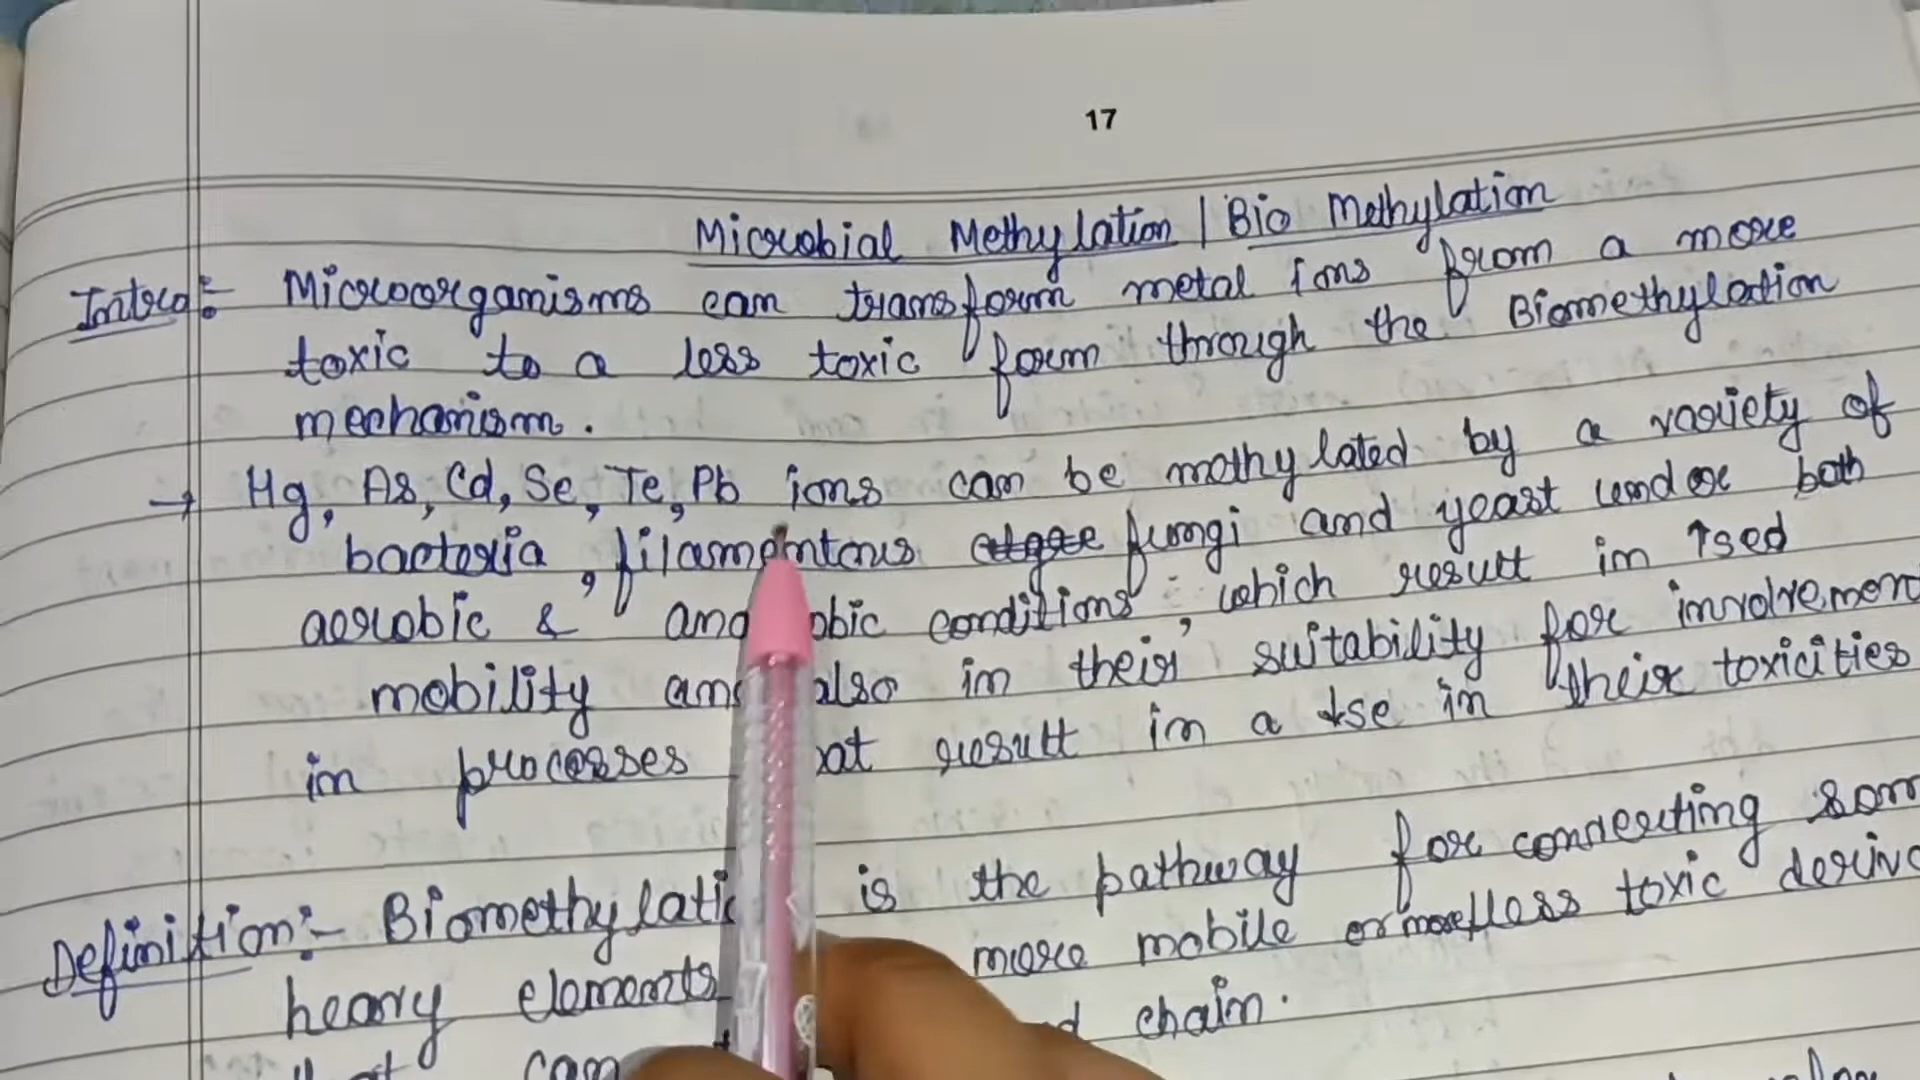 17
Microbial Methylation | Bio Methylation
Intro:- Microorganisms can transform metal ions from a more
toxic to a less toxic form through the Biomethylation
mechanism.
→ Hg, As, Cd, Se, Te, Pb ions can be methylated by a variety of
bacteria, filamentous fungi and yeast under both
aerobic & conditions, which result in ↑sed
mobility also in their suitability for involvement
in processes result in a ↓se in their toxicities
Definition:- is the pathway for converting
heavy elements more mobile or more/less toxic
chain.
can